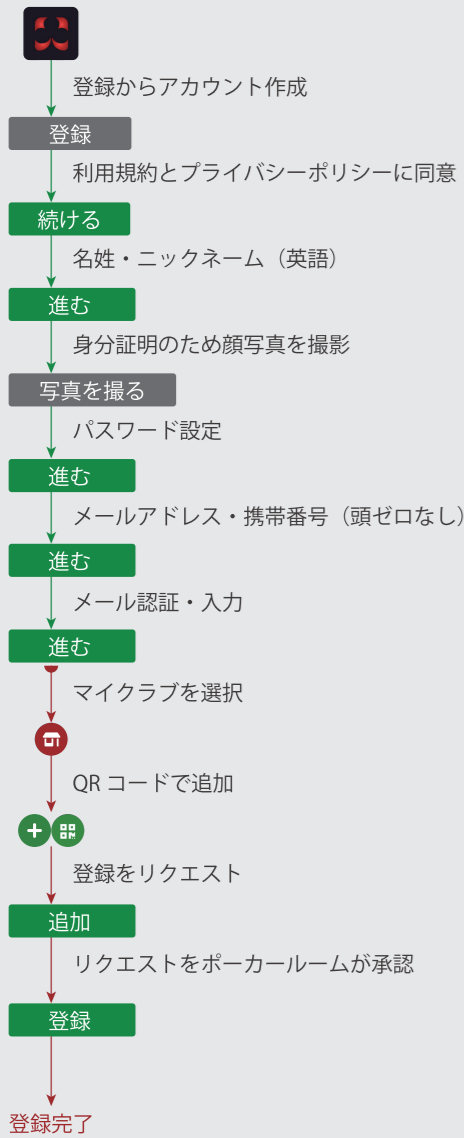 登録からアカウント作成
登録
利用規約とプライバシーポリシーに同意
続ける
名姓・ニックネーム（英語）
進む
身分証明のため顔写真を撮影
写真を撮る
パスワード設定
進む
メールアドレス・携帯番号（頭ゼロなし）
進む
メール認証・入力
進む
マイクラブを選択
QR コードで追加
登録をリクエスト
追加
リクエストをポーカールームが承認
登録
登録完了